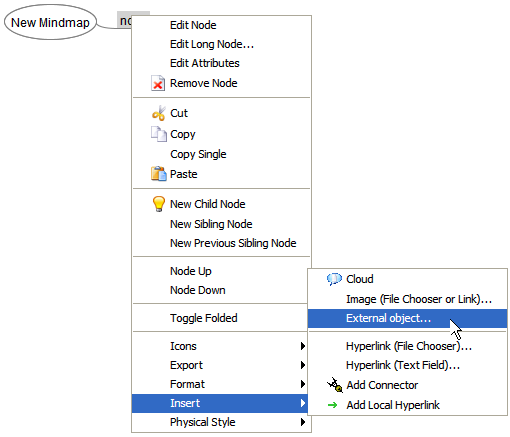 New Mindmap
no
Edit Node
Edit Long Node...
Edit Attributes
Remove Node
Cut
Copy
Copy Single
Paste
New Child Node
New Sibling Node
New Previous Sibling Node
Node Up
Node Down
Toggle Folded
Icons
Export
Format
Insert
Physical Style
Cloud
Image (File Chooser or Link)...
External object...
Hyperlink (File Chooser)...
Hyperlink (Text Field)...
Add Connector
Add Local Hyperlink